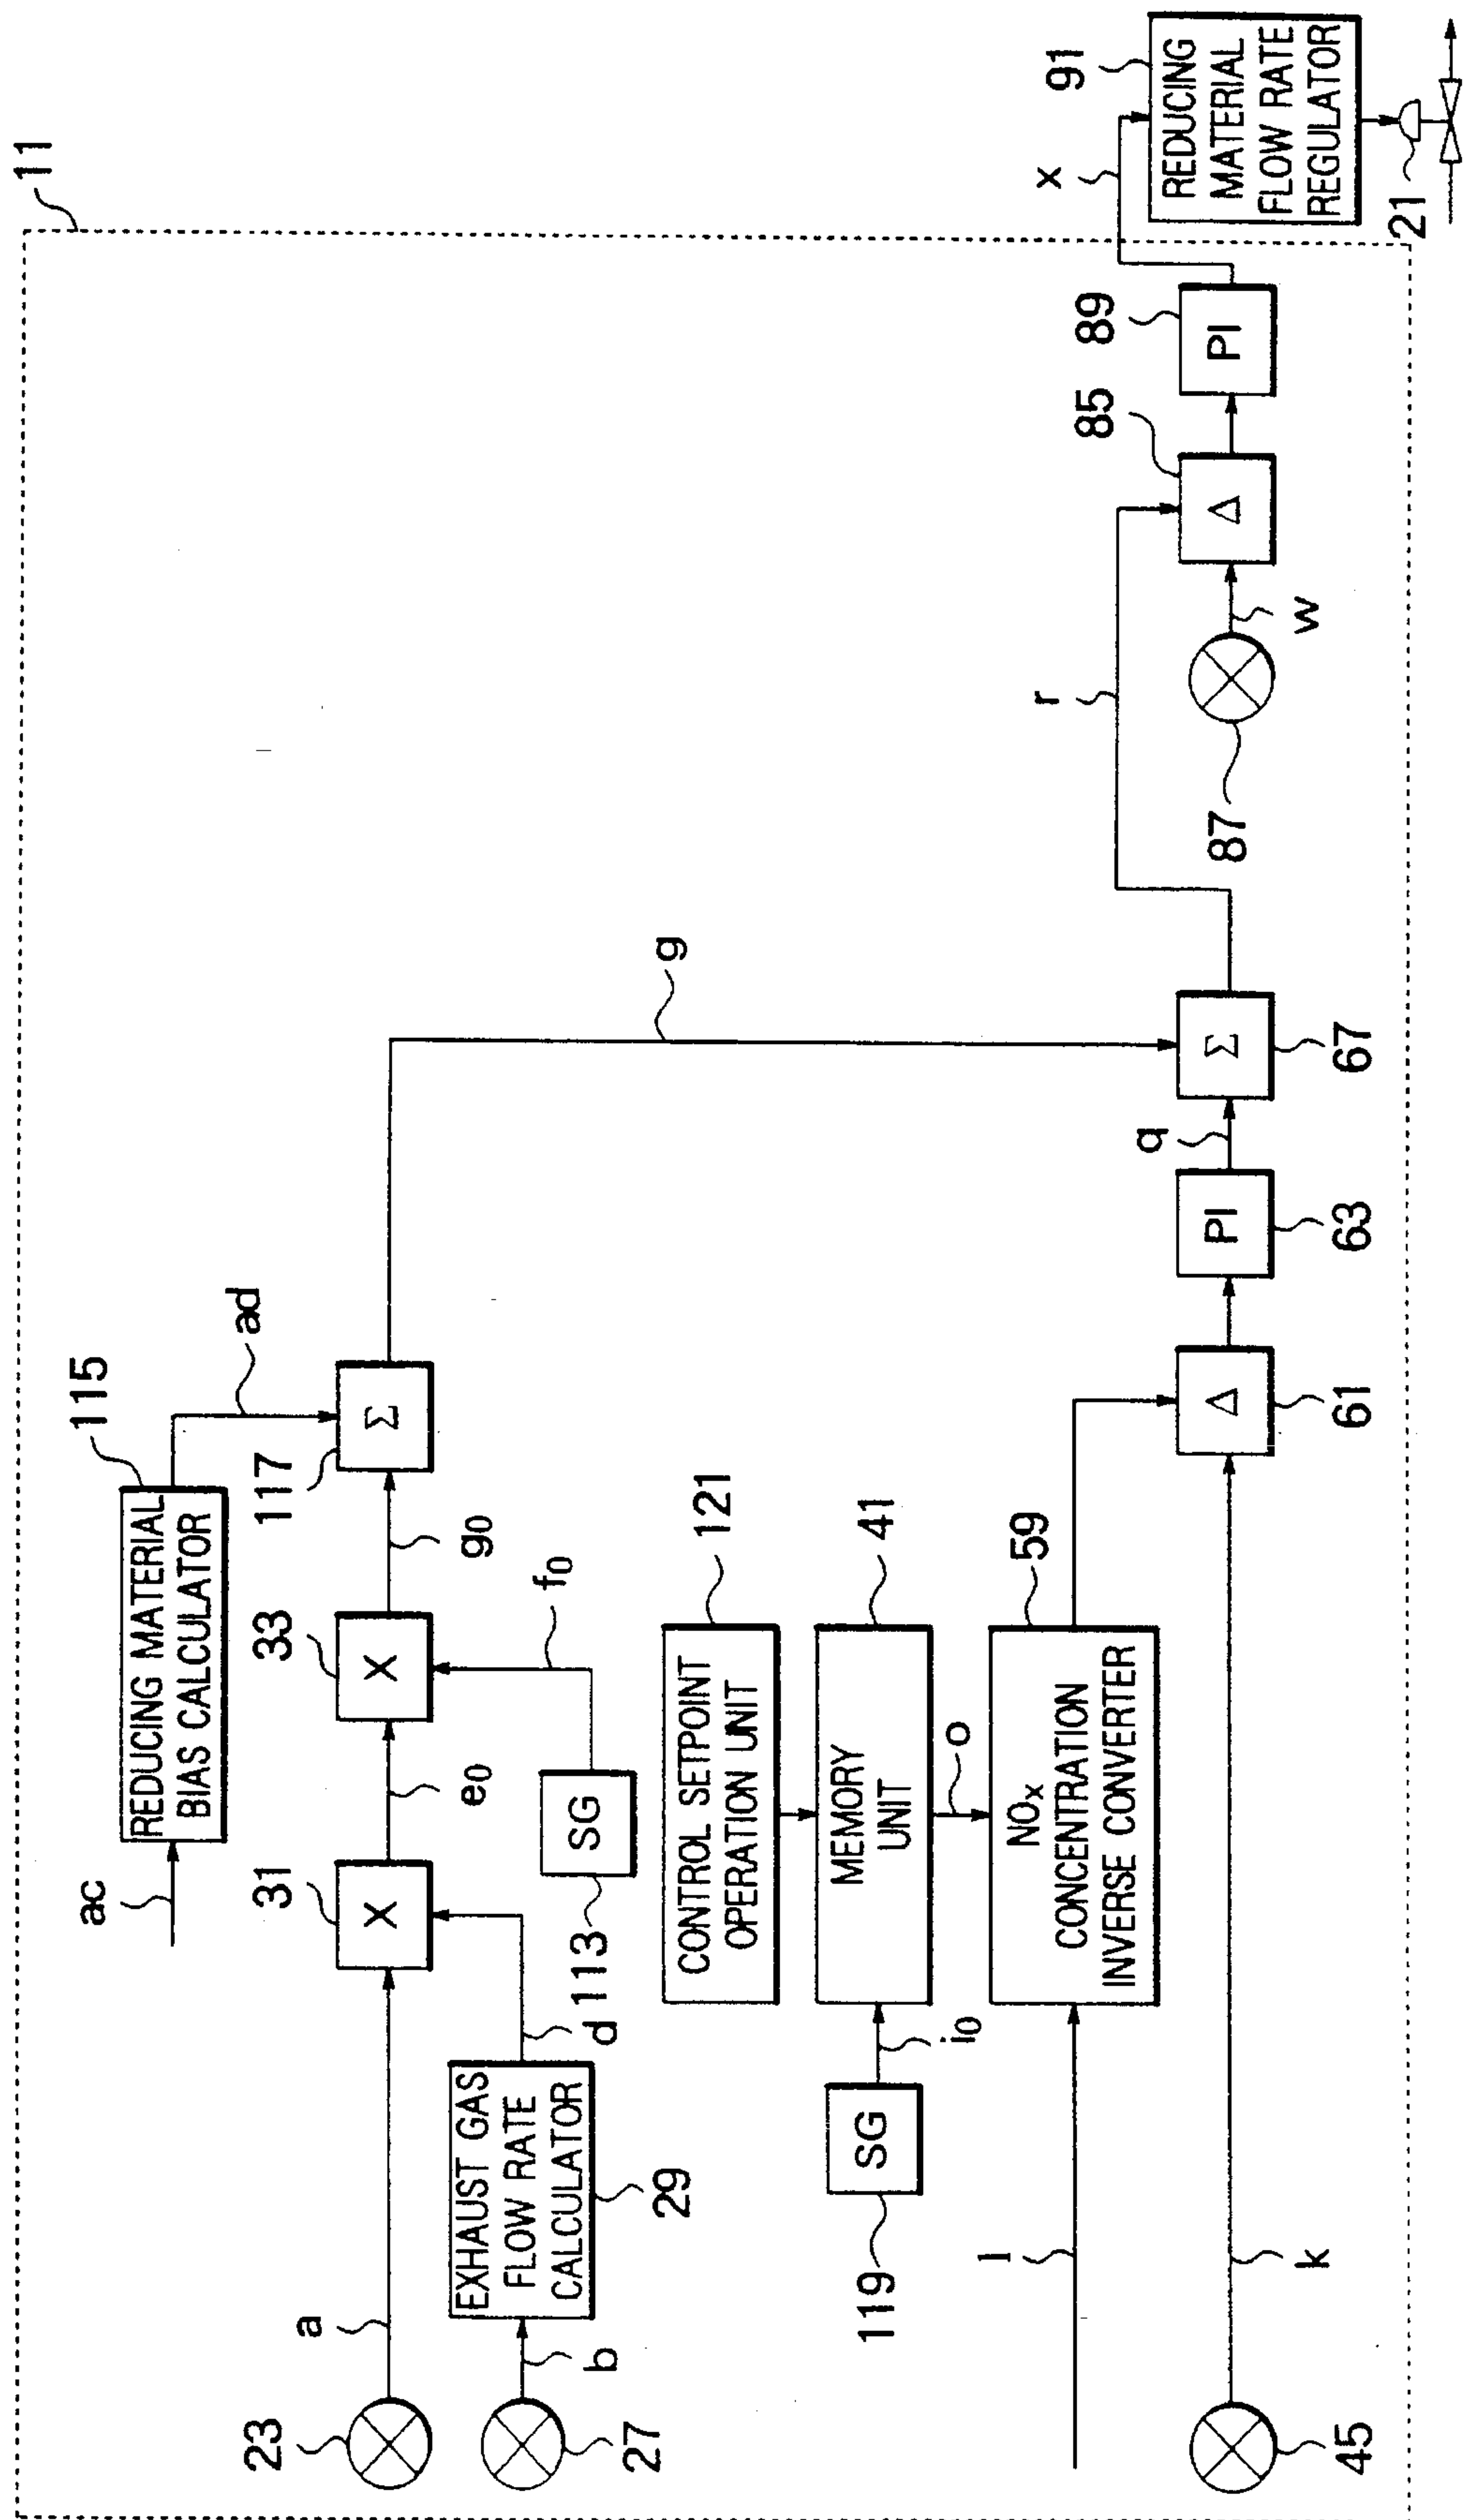 11
ac
115
REDUCING MATERIAL
BIAS CALCULATOR
ad
23
a
31
X
e0
33
X
g0
117
Σ
g
27
b
EXHAUST GAS
FLOW RATE
CALCULATOR
29
d
113
SG
f0
CONTROL SETPOINT
OPERATION UNIT
121
119
SG
i0
MEMORY
UNIT
41
o
l
NOx
CONCENTRATION
INVERSE CONVERTER
59
45
k
Δ
61
PI
63
q
Σ
67
r
87
w
Δ
85
PI
89
x
91
REDUCING
MATERIAL
FLOW RATE
REGULATOR
21